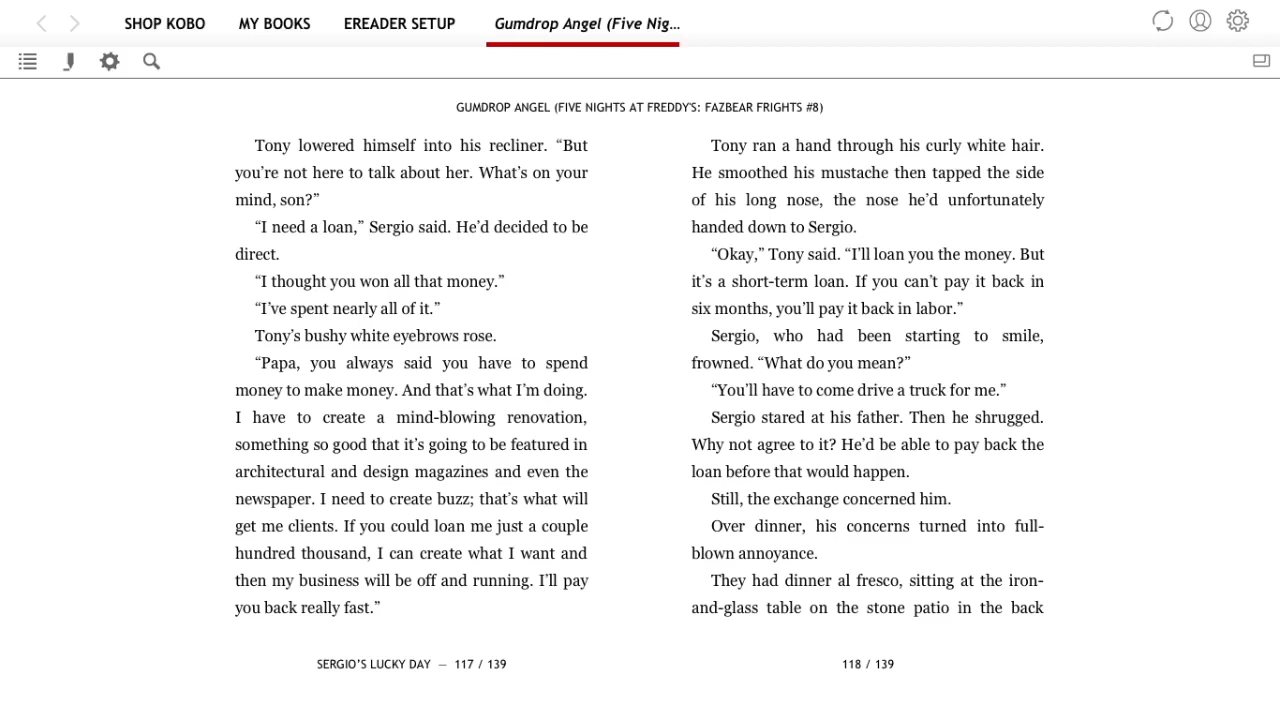 SHOP KOBO
MY BOOKS
EREADER SETUP
Gumdrop Angel (Five Nig...
GUMDROP ANGEL (FIVE NIGHTS AT FREDDY'S: FAZBEAR FRIGHTS #8)
Tony lowered himself into his recliner. “But
you’re not here to talk about her. What’s on your
mind, son?”
“I need a loan,” Sergio said. He’d decided to be
direct.
“I thought you won all that money.”
“I’ve spent nearly all of it.”
Tony’s bushy white eyebrows rose.
“Papa, you always said you have to spend
money to make money. And that’s what I’m doing.
I have to create a mind-blowing renovation,
something so good that it’s going to be featured in
architectural and design magazines and even the
newspaper. I need to create buzz; that’s what will
get me clients. If you could loan me just a couple
hundred thousand, I can create what I want and
then my business will be off and running. I’ll pay
you back really fast.”
SERGIO’S LUCKY DAY — 117 / 139
Tony ran a hand through his curly white hair.
He smoothed his mustache then tapped the side
of his long nose, the nose he’d unfortunately
handed down to Sergio.
“Okay,” Tony said. “I’ll loan you the money. But
it’s a short-term loan. If you can’t pay it back in
six months, you’ll pay it back in labor.”
Sergio, who had been starting to smile,
frowned. “What do you mean?”
“You’ll have to come drive a truck for me.”
Sergio stared at his father. Then he shrugged.
Why not agree to it? He’d be able to pay back the
loan before that would happen.
Still, the exchange concerned him.
Over dinner, his concerns turned into full-
blown annoyance.
They had dinner al fresco, sitting at the iron-
and-glass table on the stone patio in the back
118 / 139